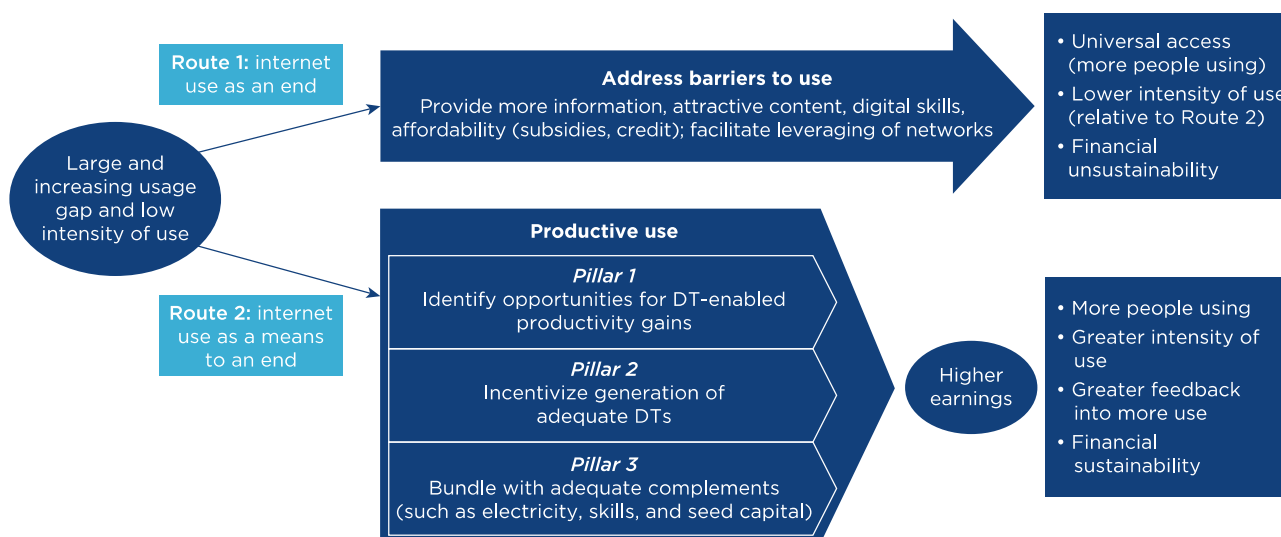 Large and
increasing usage
gap and low
intensity of use
Route 1: internet
use as an end
Address barriers to use
Provide more information, attractive content, digital skills,
affordability (subsidies, credit); facilitate leveraging of networks
• Universal access
(more people using)
• Lower intensity of use
(relative to Route 2)
• Financial
unsustainability
Route 2: internet
use as a means
to an end
Productive use
Pillar 1
Identify opportunities for DT-enabled
productivity gains
Pillar 2
Incentivize generation of
adequate DTs
Pillar 3
Bundle with adequate complements
(such as electricity, skills, and seed capital)
Higher
earnings
• More people using
• Greater intensity of
use
• Greater feedback
into more use
• Financial
sustainability